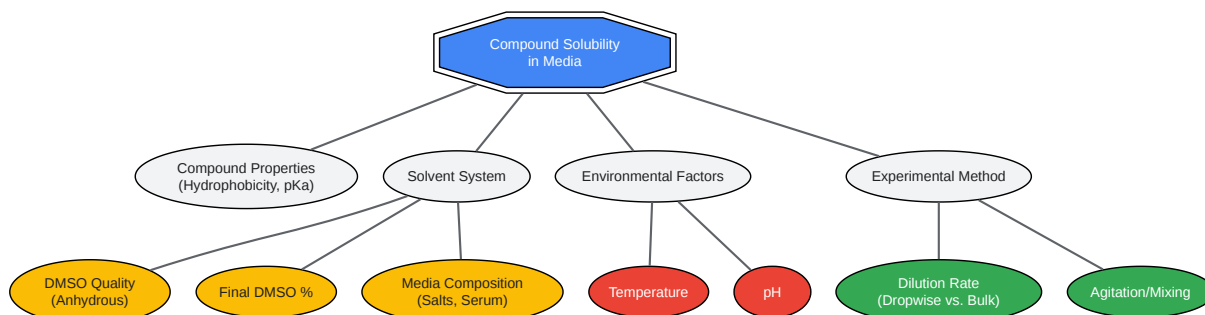 Compound Solubility
in Media
Compound Properties
(Hydrophobicity, pKa)
Solvent System
Environmental Factors
Experimental Method
DMSO Quality
(Anhydrous)
Final DMSO %
Media Composition
(Salts, Serum)
Temperature
pH
Dilution Rate
(Dropwise vs. Bulk)
Agitation/Mixing